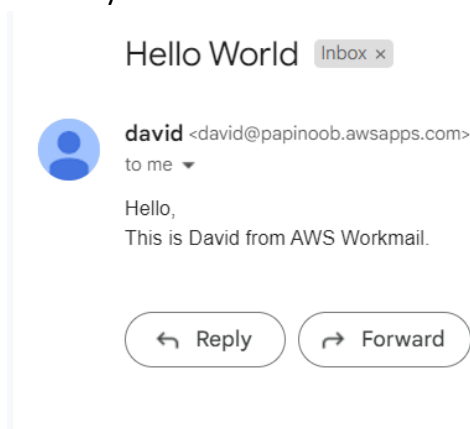 Hello World Inbox ×
david <david@papinoob.awsapps.com>
to me
Hello,
This is David from AWS Workmail.
Reply Forward